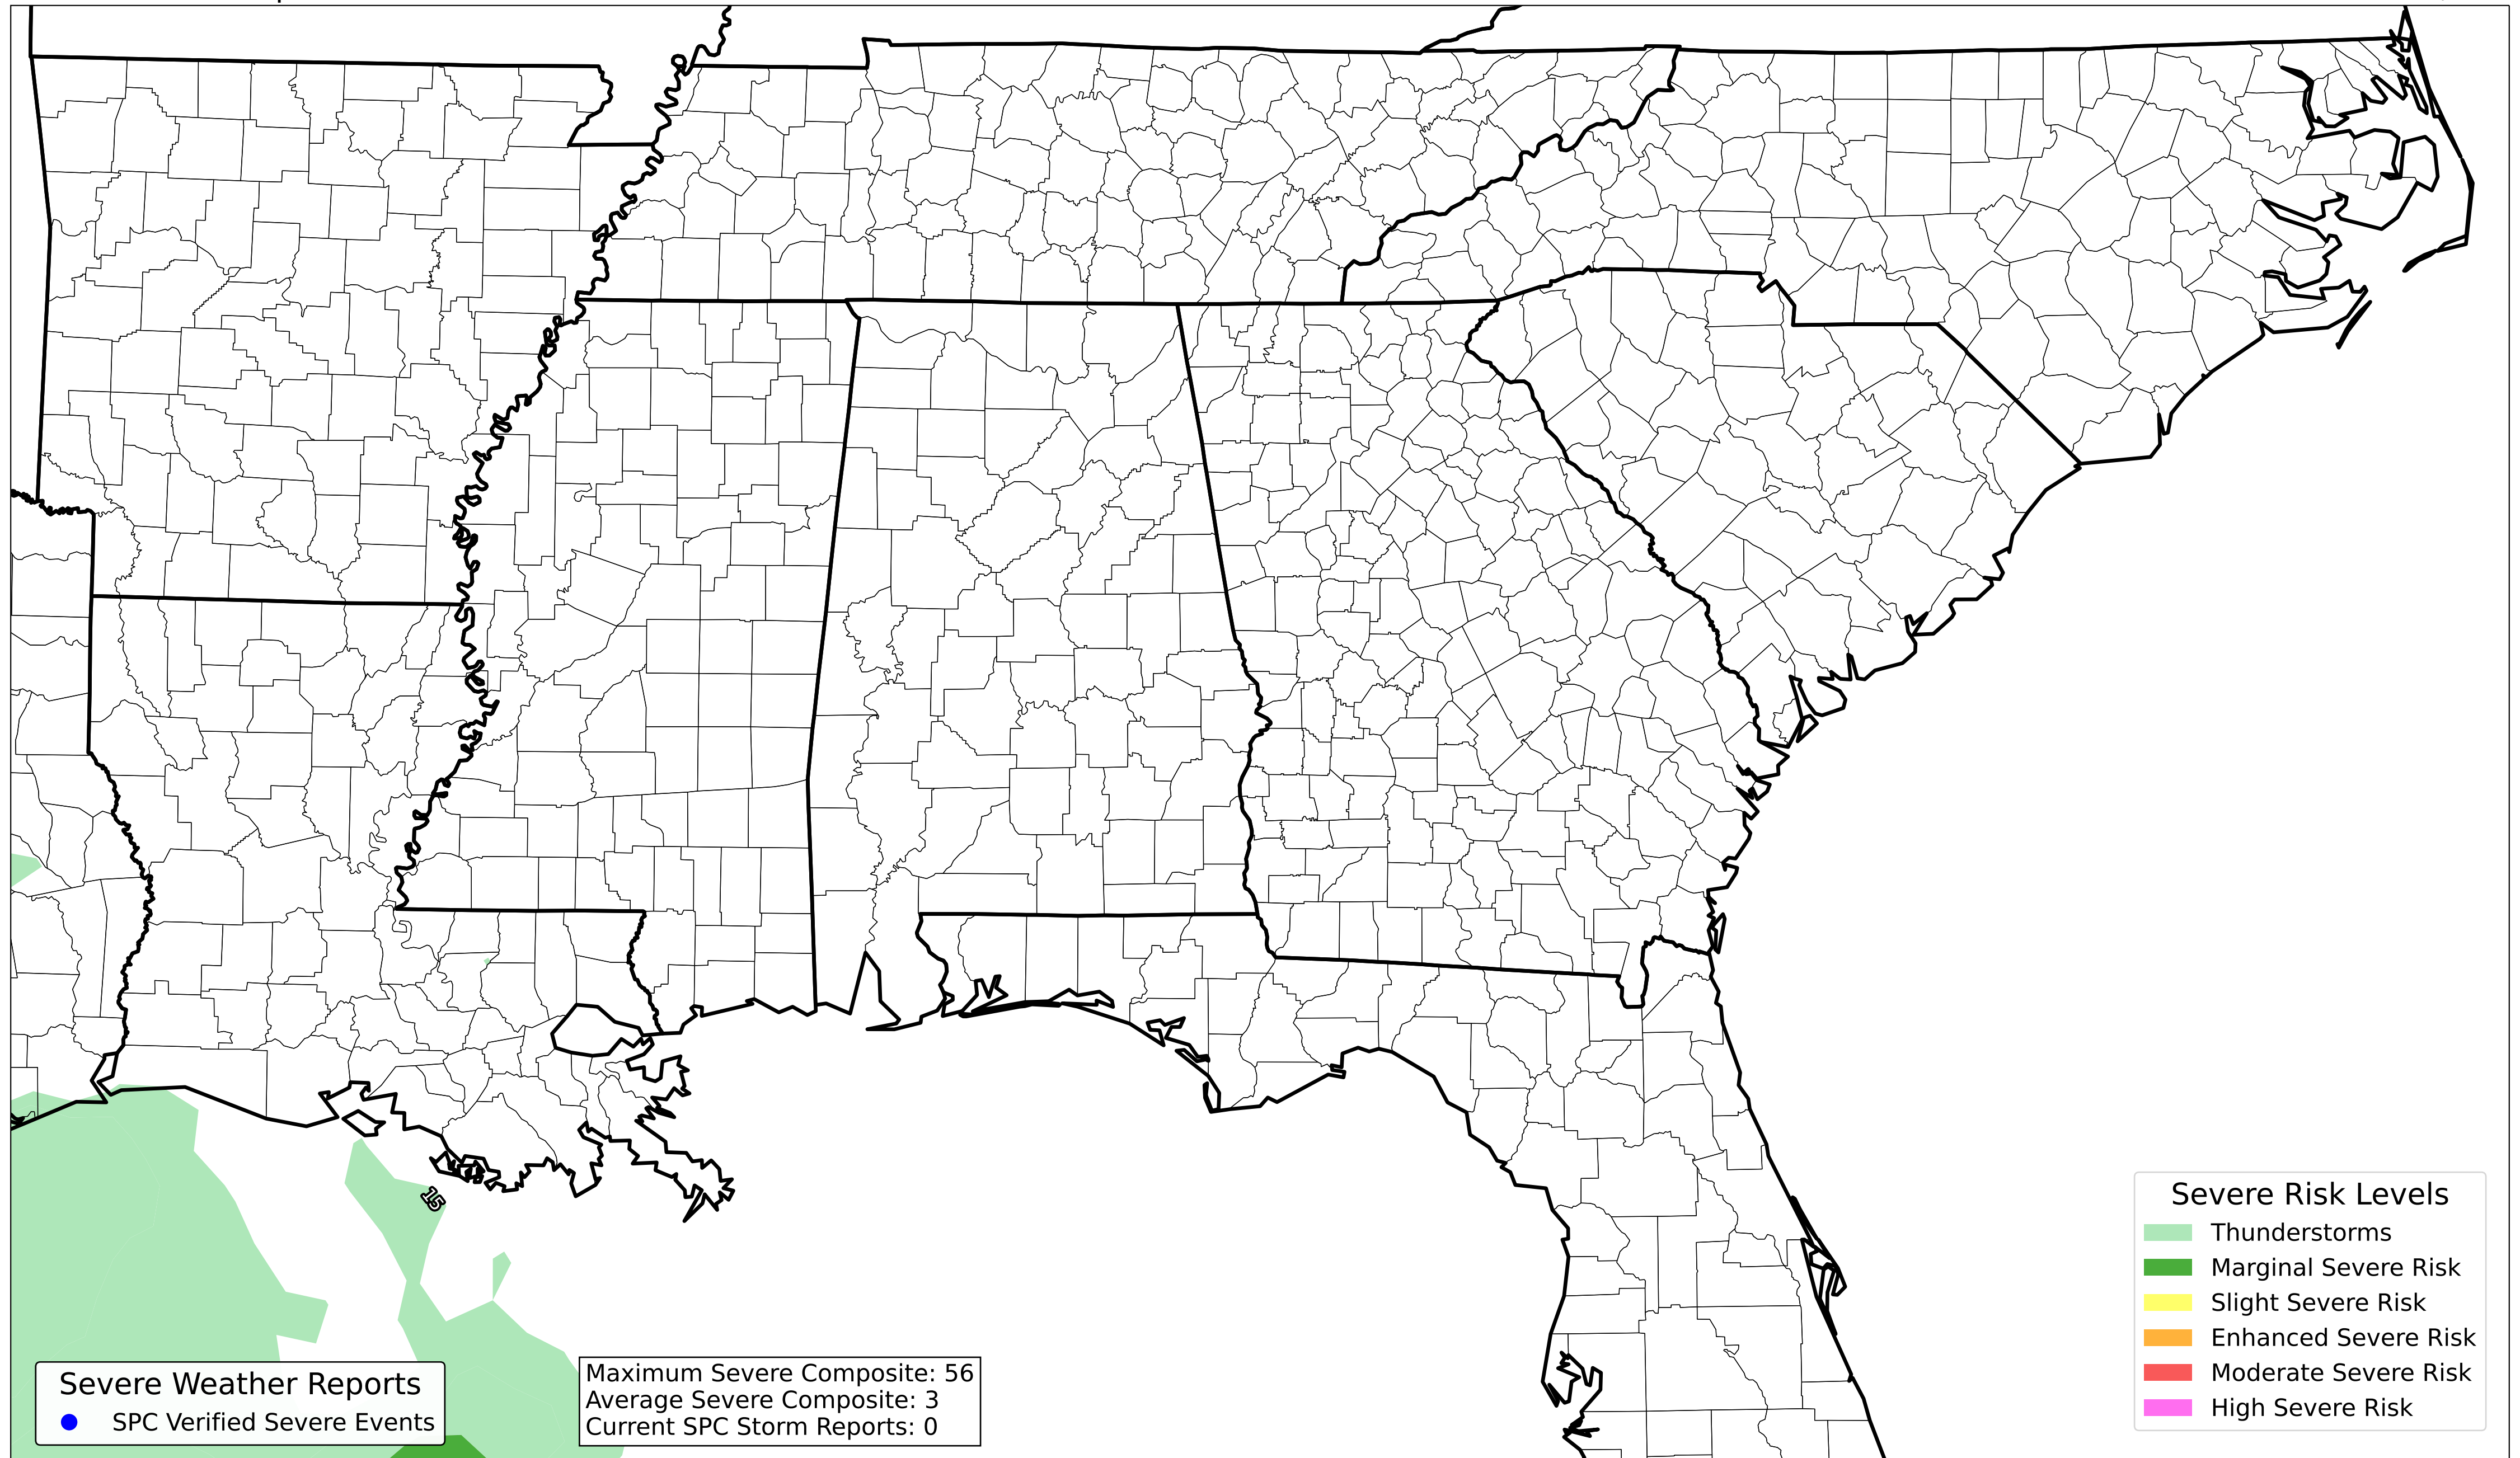 15
Severe Weather Reports
SPC Verified Severe Events
Maximum Severe Composite: 56
Average Severe Composite: 3
Current SPC Storm Reports: 0
Severe Risk Levels
Thunderstorms
Marginal Severe Risk
Slight Severe Risk
Enhanced Severe Risk
Moderate Severe Risk
High Severe Risk